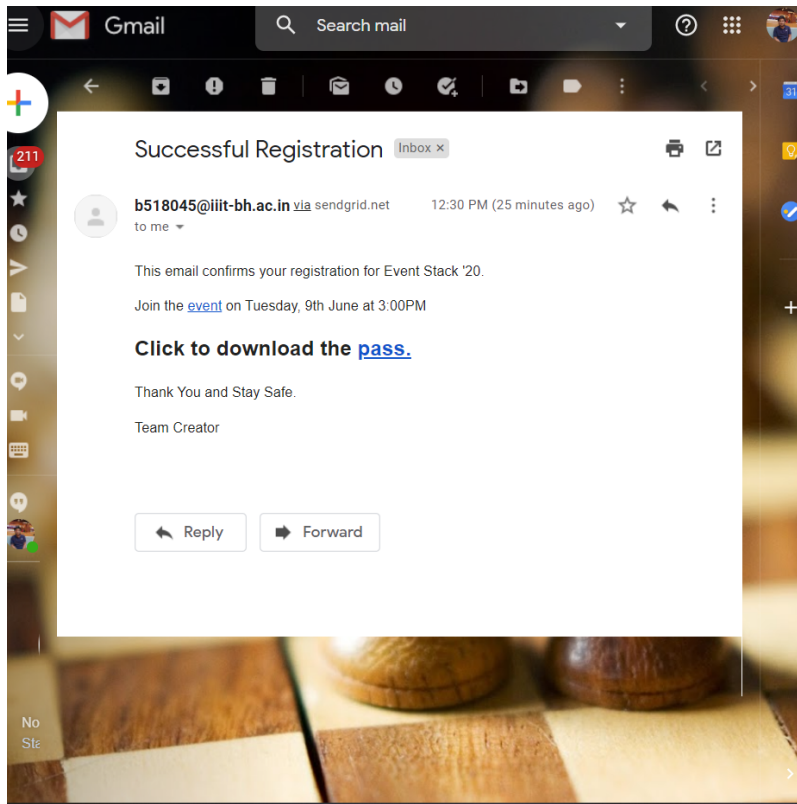 Gmail
Search mail
31
211
Successful Registration Inbox ×
b518045@iiit-bh.ac.in via sendgrid.net 12:30 PM (25 minutes ago)
to me
This email confirms your registration for Event Stack '20.
Join the event on Tuesday, 9th June at 3:00PM
Click to download the pass.
Thank You and Stay Safe.
Team Creator
Reply Forward
No
Sta